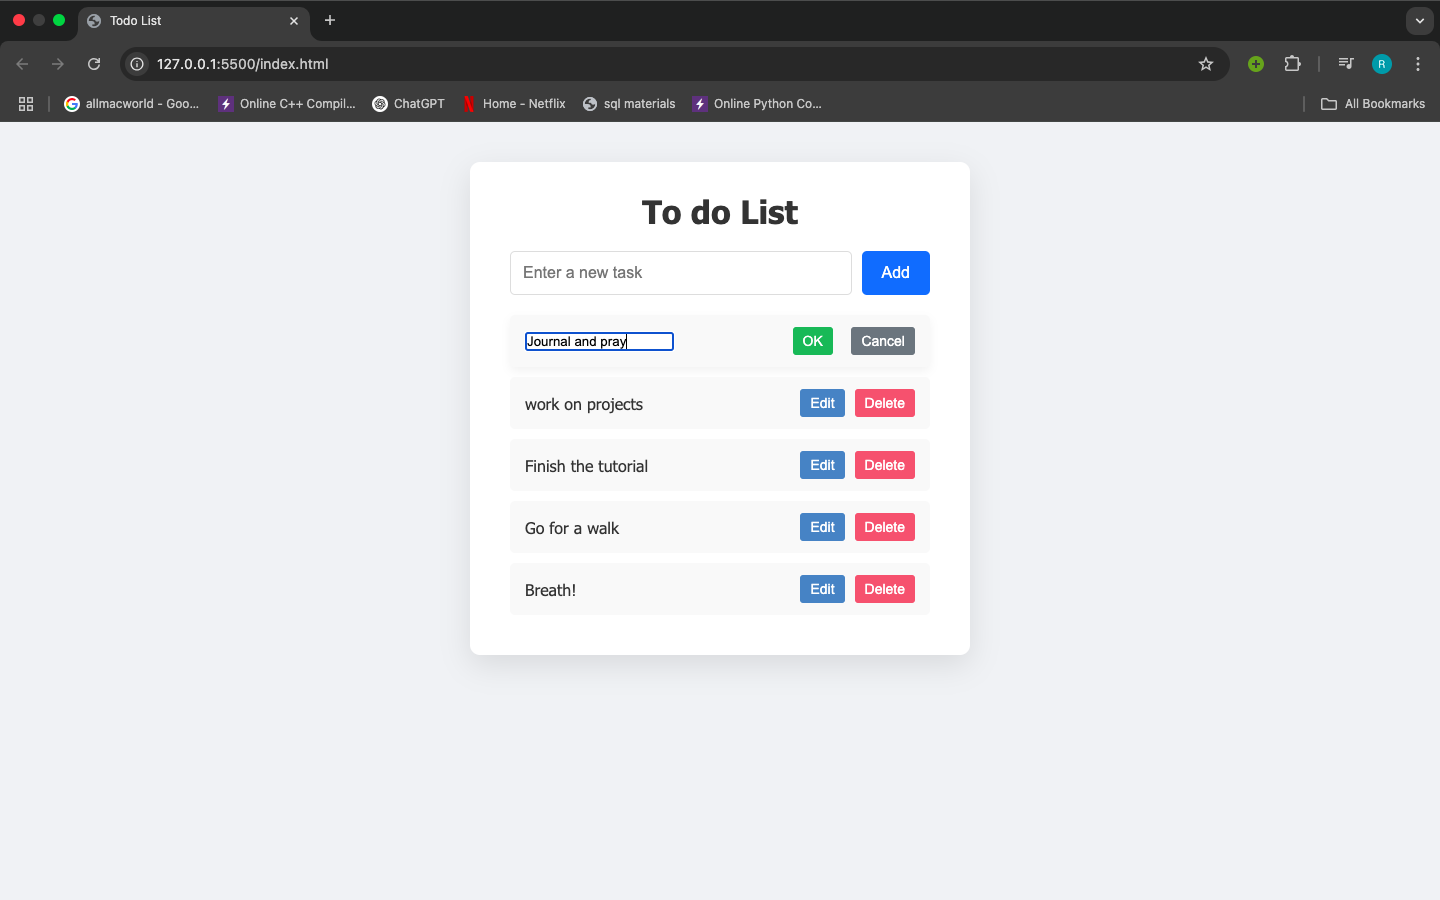 Todo List
127.0.0.1:5500/index.html
R
allmacworld - Goo... Online C++ Compil... ChatGPT Home - Netflix sql materials Online Python Co... All Bookmarks
To do List
Enter a new task Add
Journal and pray OK Cancel
work on projects Edit Delete
Finish the tutorial Edit Delete
Go for a walk Edit Delete
Breath! Edit Delete